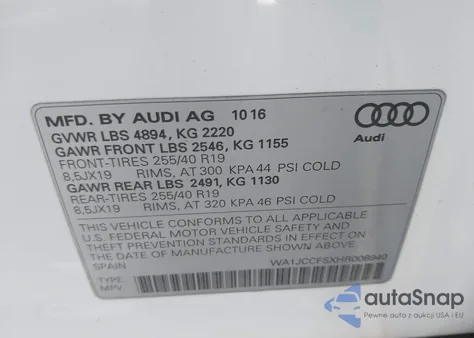 MFD. BY AUDI AG 10 16
GVWR LBS 4894, KG 2220
GAWR FRONT LBS 2546, KG 1155
FRONT-TIRES 255/40 R19
8,5JX19 RIMS, AT 300 KPA 44 PSI COLD
GAWR REAR LBS 2491, KG 1130
REAR-TIRES 255/40 R19
8,5JX19 RIMS, AT 320 KPA 46 PSI COLD
THIS VEHICLE CONFORMS TO ALL APPLICABLE
U.S. FEDERAL MOTOR VEHICLE SAFETY AND
THEFT PREVENTION STANDARDS IN EFFECT ON
THE DATE OF MANUFACTURE SHOWN ABOVE.
SPAIN WA1JCCFSXHR008940
TYPE:
MPV
Audi
autoSnap
Pewne auta z aukcji USA i EU